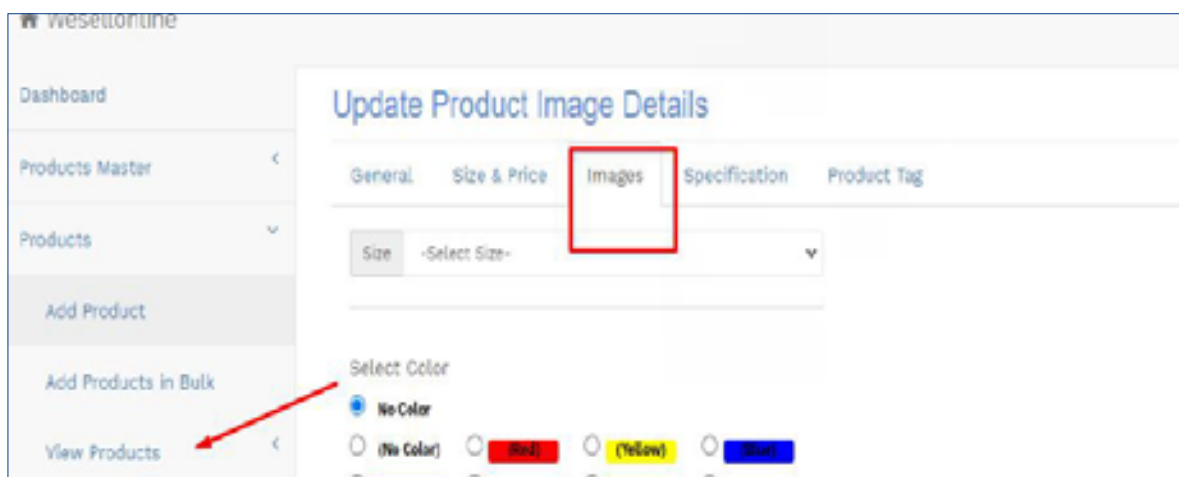 Wesellonline
Dashboard
Products Master
Products
Add Product
Add Products in Bulk
View Products
Update Product Image Details
General Size & Price Images Specification Product Tag
Size -Select Size-
Select Color
No Color
(No Color) (Red) (Yellow) (Blue)